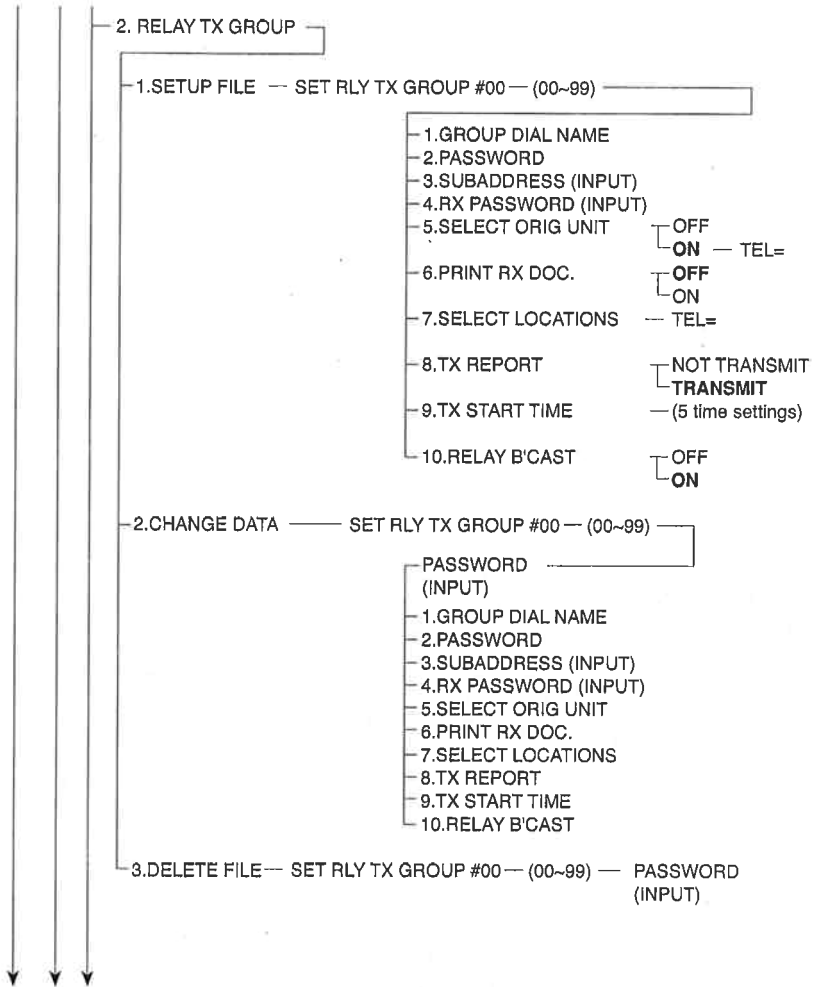 2. RELAY TX GROUP
1.SETUP FILE — SET RLY TX GROUP #00 — (00~99)
1.GROUP DIAL NAME
2.PASSWORD
3.SUBADDRESS (INPUT)
4.RX PASSWORD (INPUT)
5.SELECT ORIG UNIT OFF
ON — TEL=
6.PRINT RX DOC. OFF
ON
7.SELECT LOCATIONS — TEL=
8.TX REPORT NOT TRANSMIT
TRANSMIT
9.TX START TIME — (5 time settings)
10.RELAY B'CAST OFF
ON
2.CHANGE DATA — SET RLY TX GROUP #00 — (00~99)
PASSWORD
(INPUT)
1.GROUP DIAL NAME
2.PASSWORD
3.SUBADDRESS (INPUT)
4.RX PASSWORD (INPUT)
5.SELECT ORIG UNIT
6.PRINT RX DOC.
7.SELECT LOCATIONS
8.TX REPORT
9.TX START TIME
10.RELAY B'CAST
3.DELETE FILE — SET RLY TX GROUP #00 — (00~99) — PASSWORD
(INPUT)